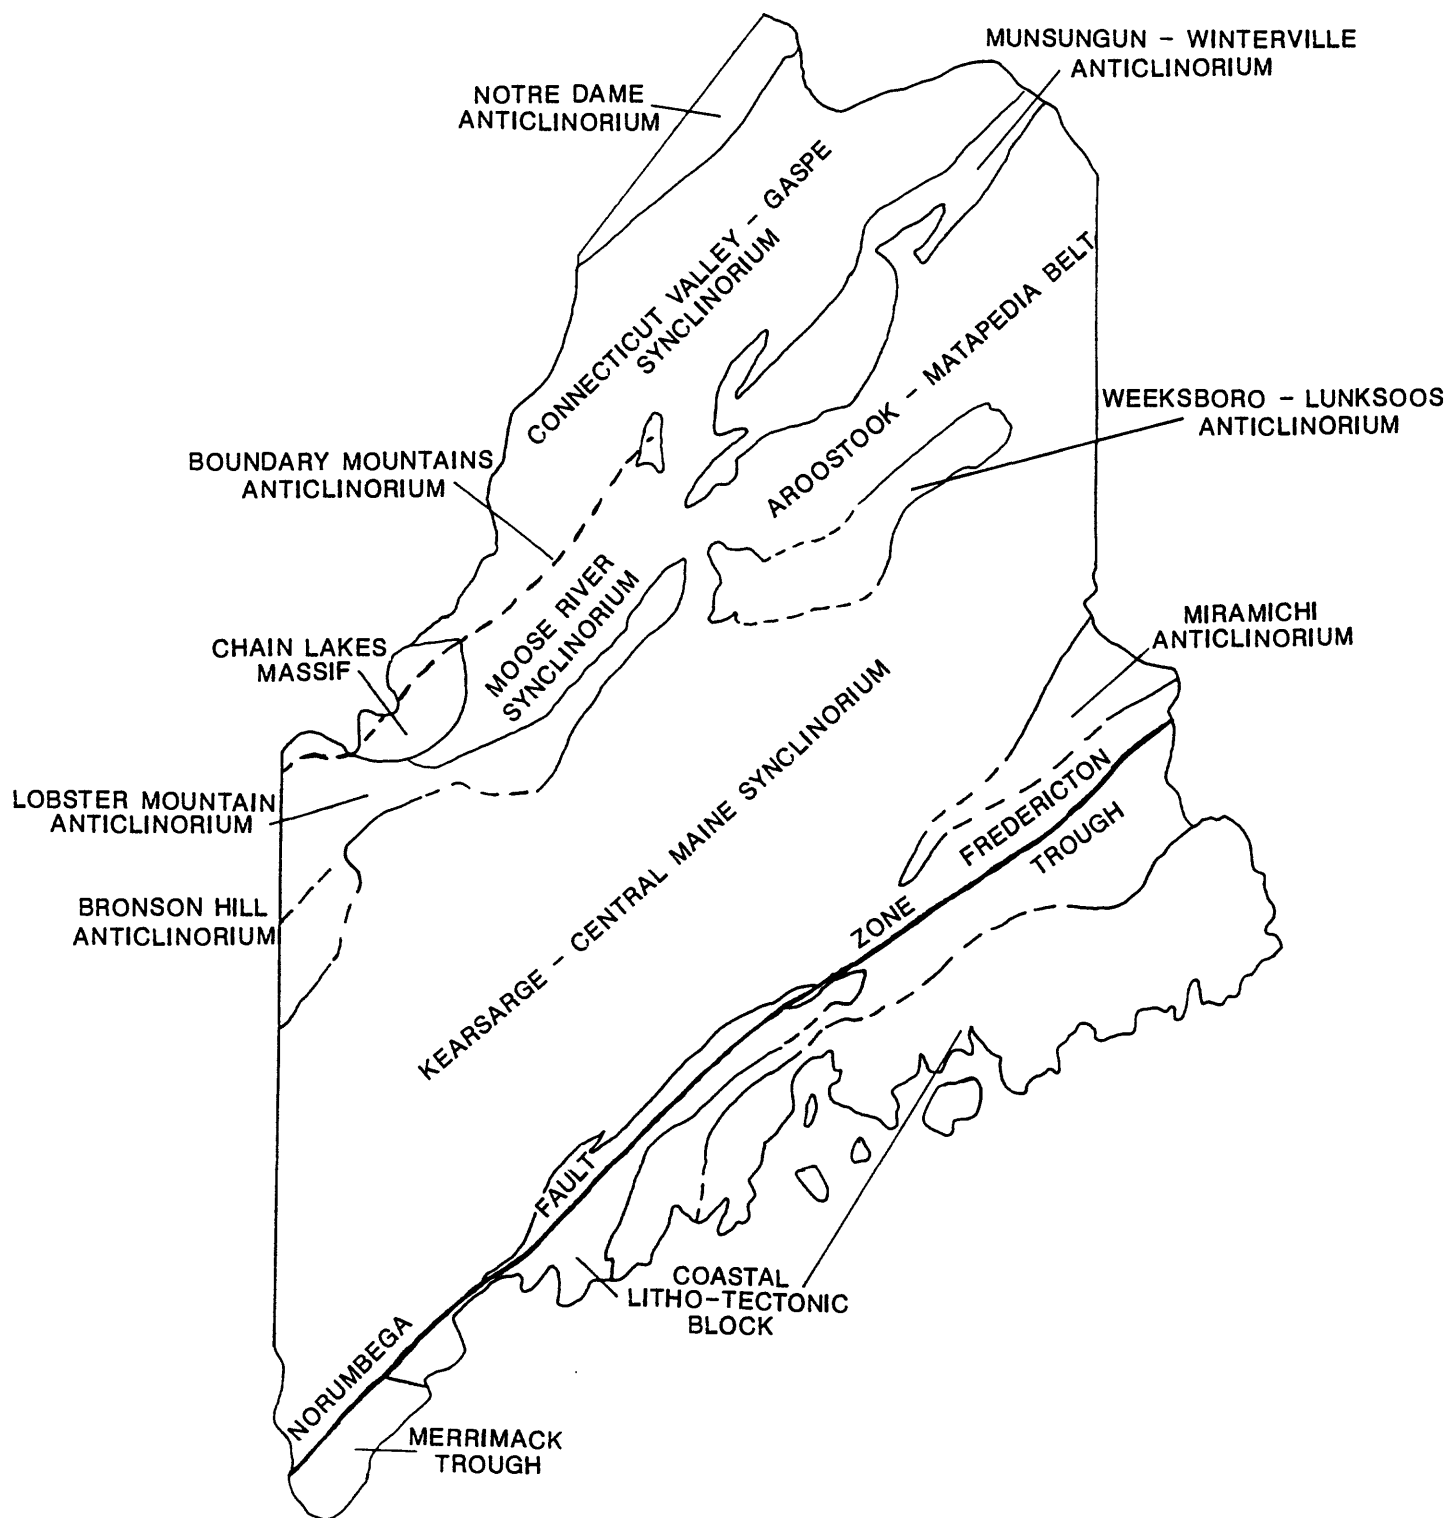 MUNSUNGUN - WINTERVILLE
ANTICLINORIUM
NOTRE DAME
ANTICLINORIUM
CONNECTICUT VALLEY - GASPE
SYNCLINORIUM
AROOSTOOK - MATAPEDIA BELT
WEEKSBORO - LUNKSOOS
ANTICLINORIUM
BOUNDARY MOUNTAINS
ANTICLINORIUM
MOOSE RIVER
SYNCLINORIUM
CHAIN LAKES
MASSIF
MIRAMICHI
ANTICLINORIUM
LOBSTER MOUNTAIN
ANTICLINORIUM
KEARSARGE - CENTRAL MAINE SYNCLINORIUM
FREDERICTON
TROUGH
BRONSON HILL
ANTICLINORIUM
NORUMBEGA FAULT ZONE
COASTAL
LITHO-TECTONIC
BLOCK
MERRIMACK
TROUGH